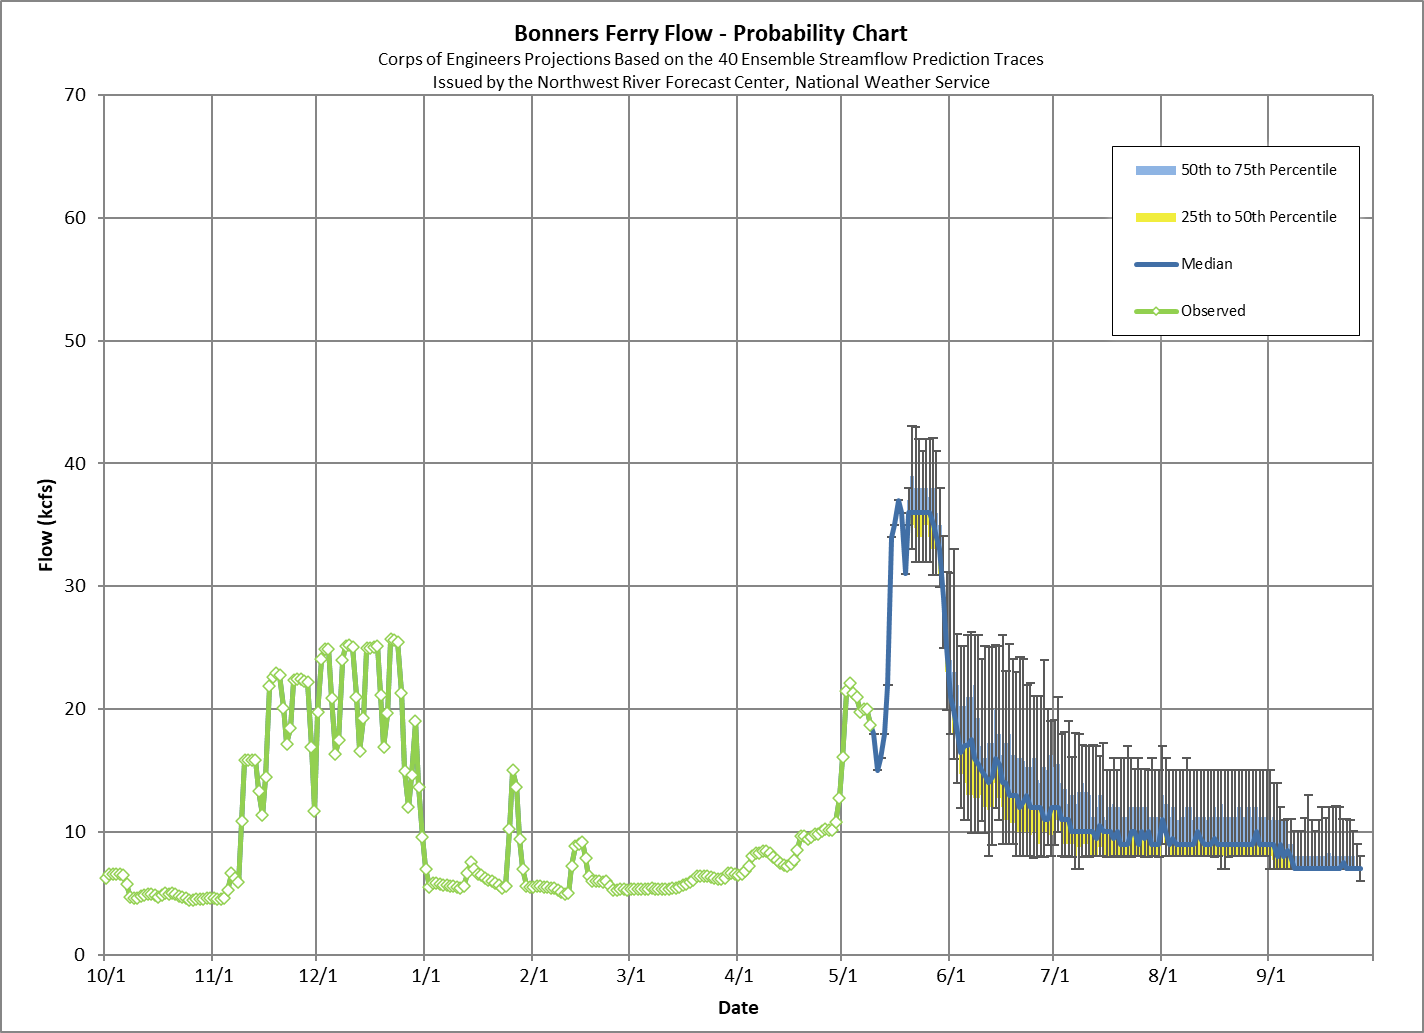 Bonners Ferry Flow - Probability Chart
Corps of Engineers Projections Based on the 40 Ensemble Streamflow Prediction Traces
Issued by the Northwest River Forecast Center, National Weather Service
70
60
50
40
30
20
10
0
Flow (kcfs)
50th to 75th Percentile
25th to 50th Percentile
Median
Observed
10/1 11/1 12/1 1/1 2/1 3/1 4/1 5/1 6/1 7/1 8/1 9/1
Date